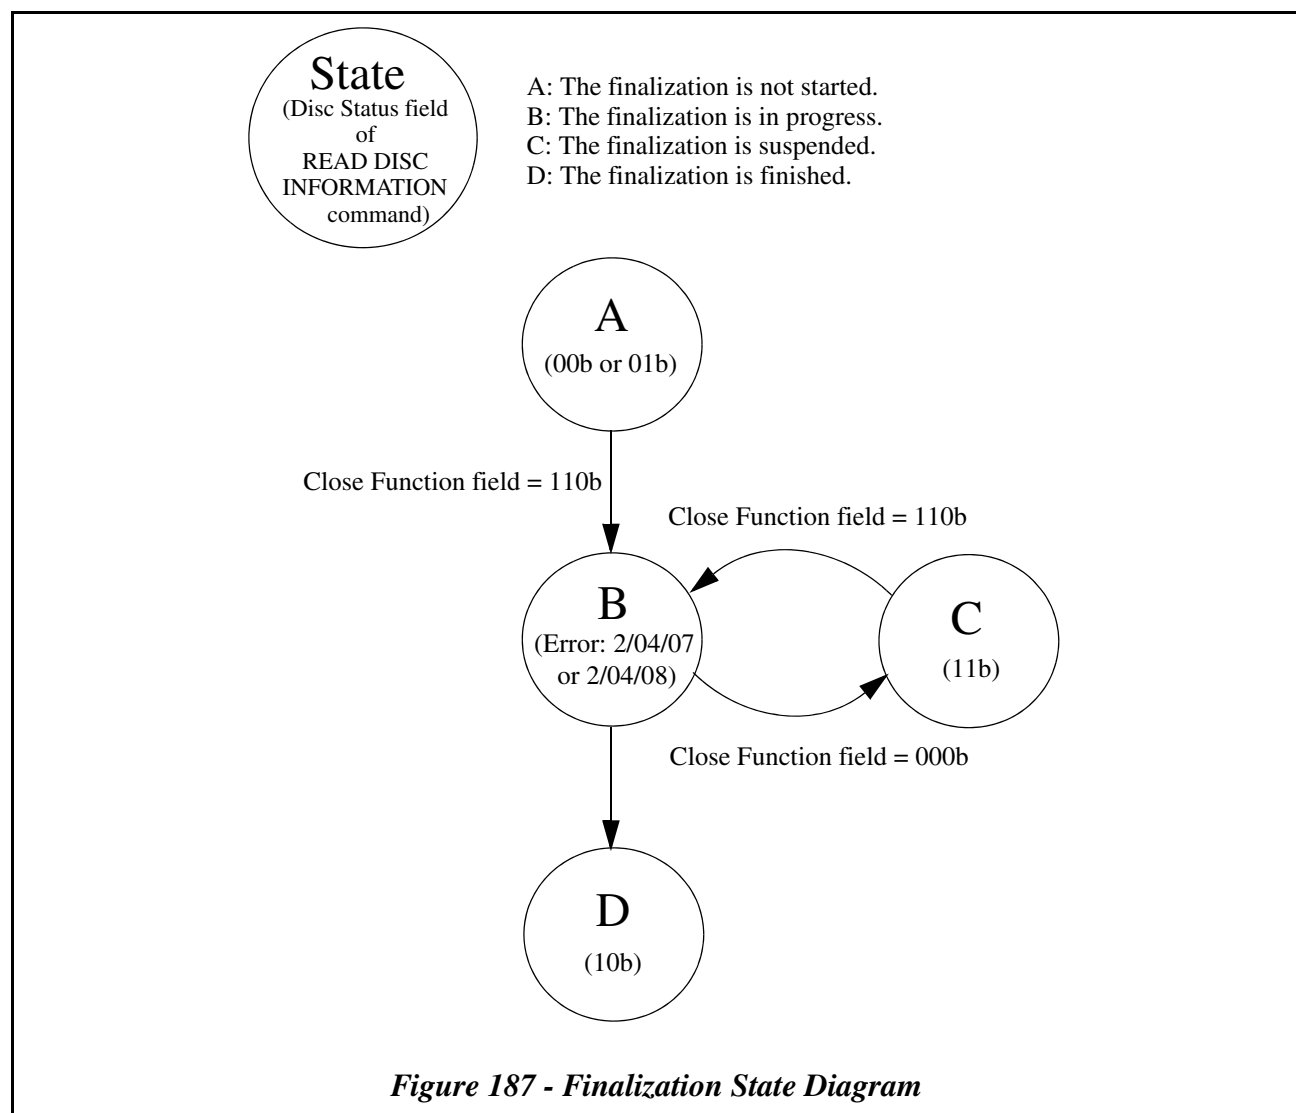 State
(Disc Status field
of
READ DISC
INFORMATION
command)
A: The finalization is not started.
B: The finalization is in progress.
C: The finalization is suspended.
D: The finalization is finished.
A
(00b or 01b)
Close Function field = 110b
Close Function field = 110b
B
(Error: 2/04/07
or 2/04/08)
C
(11b)
Close Function field = 000b
D
(10b)
Figure 187 - Finalization State Diagram